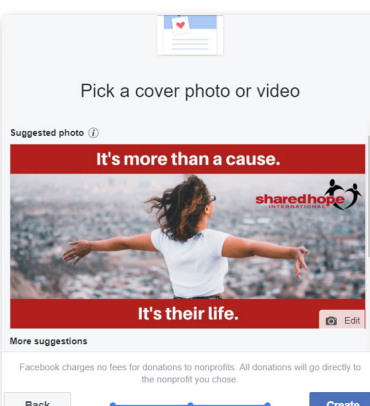 Pick a cover photo or video
Suggested photo i
It's more than a cause.
sharedhope
INTERNATIONAL
It's their life.
Edit
More suggestions
Facebook charges no fees for donations to nonprofits. All donations will go directly to
the nonprofit you chose.
Back
Create